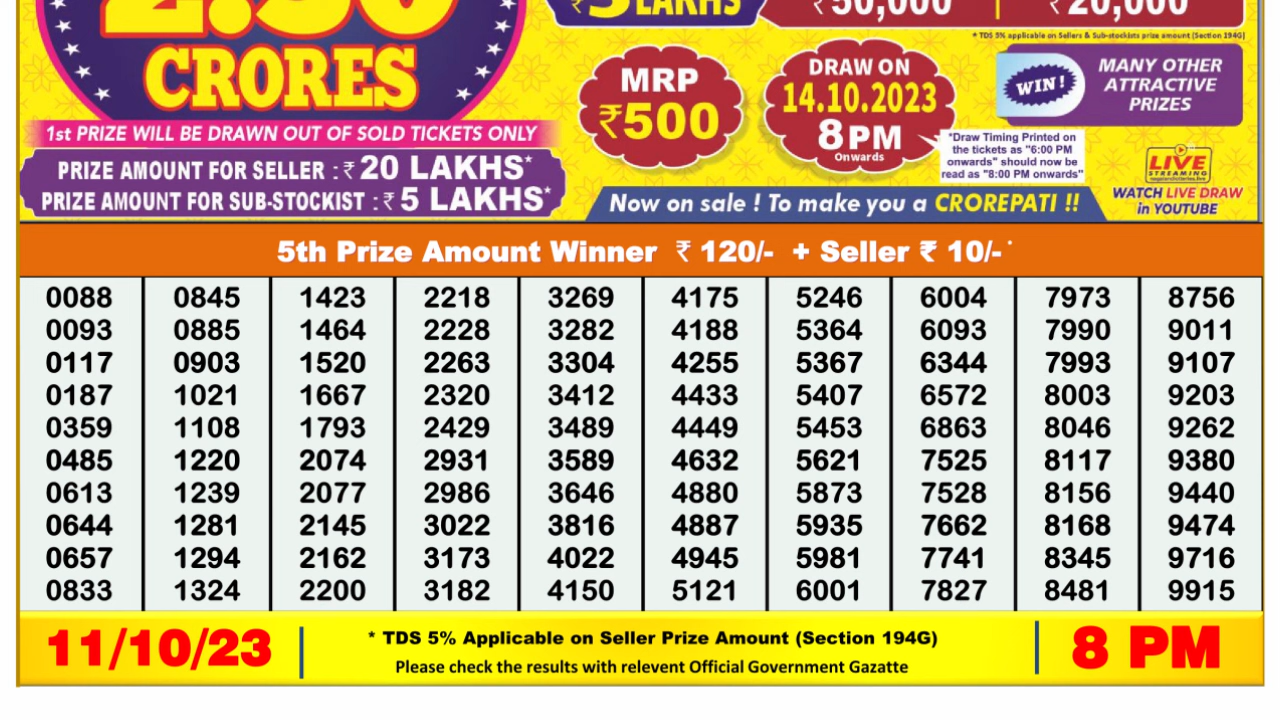 CRORES
1st PRIZE WILL BE DRAWN OUT OF SOLD TICKETS ONLY
PRIZE AMOUNT FOR SELLER : ₹ 20 LAKHS*
PRIZE AMOUNT FOR SUB-STOCKIST : ₹ 5 LAKHS*
LAKHS
₹50,000
₹20,000
* TDS 5% applicable on Sellers & Sub-stockists prize amount (Section 194G)
MRP
₹500
DRAW ON
14.10.2023
8PM
Onwards
WIN!
MANY OTHER
ATTRACTIVE
PRIZES
"Draw Timing Printed on
the tickets as "6:00 PM
onwards" should now be
read as "8:00 PM onwards"
LIVE
STREAMING
WATCH LIVE DRAW
in YOUTUBE
Now on sale ! To make you a CROREPATI !!
5th Prize Amount Winner ₹ 120/- + Seller ₹ 10/- *
0088 0845 1423 2218 3269 4175 5246 6004 7973 8756
0093 0885 1464 2228 3282 4188 5364 6093 7990 9011
0117 0903 1520 2263 3304 4255 5367 6344 7993 9107
0187 1021 1667 2320 3412 4433 5407 6572 8003 9203
0359 1108 1793 2429 3489 4449 5453 6863 8046 9262
0485 1220 2074 2931 3589 4632 5621 7525 8117 9380
0613 1239 2077 2986 3646 4880 5873 7528 8156 9440
0644 1281 2145 3022 3816 4887 5935 7662 8168 9474
0657 1294 2162 3173 4022 4945 5981 7741 8345 9716
0833 1324 2200 3182 4150 5121 6001 7827 8481 9915
11/10/23
* TDS 5% Applicable on Seller Prize Amount (Section 194G)
Please check the results with relevent Official Government Gazatte
8 PM